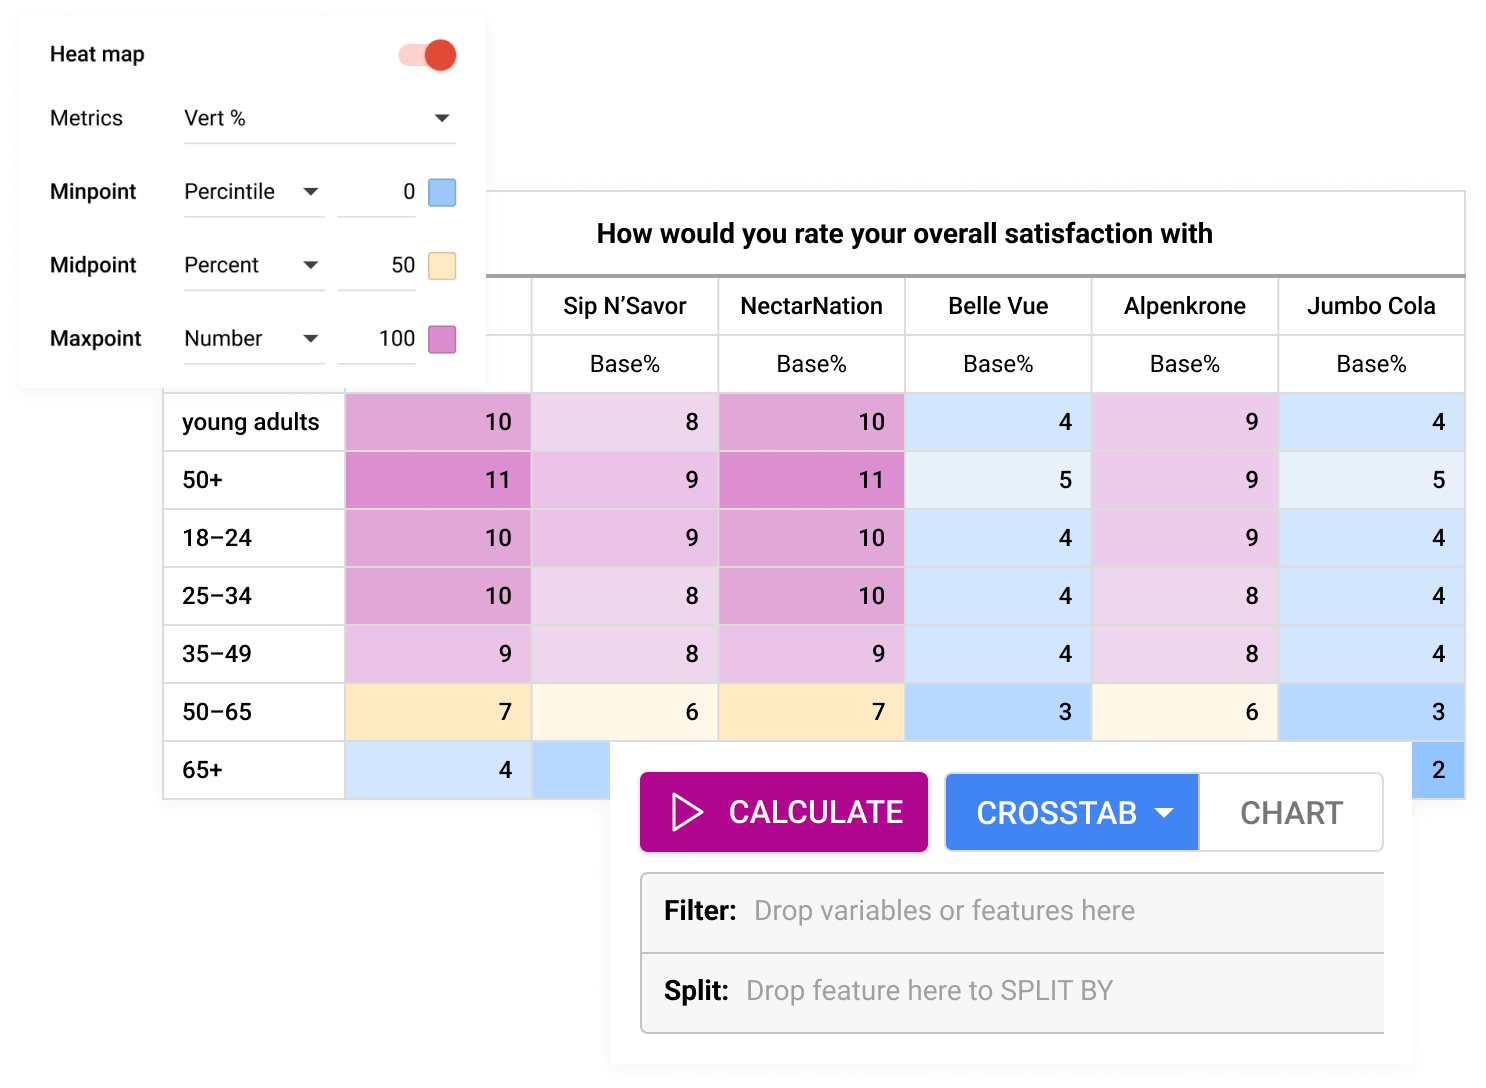 Heat map
Metrics Vert %
Minpoint Percintile 0
Midpoint Percent 50
Maxpoint Number 100
How would you rate your overall satisfaction with
Sip N’Savor NectarNation Belle Vue Alpenkrone Jumbo Cola
Base% Base% Base% Base% Base%
young adults 10 8 10 4 9 4
50+ 11 9 11 5 9 5
18–24 10 9 10 4 9 4
25–34 10 8 10 4 8 4
35–49 9 8 9 4 8 4
50–65 7 6 7 3 6 3
65+ 4 2
CALCULATE CROSSTAB CHART
Filter: Drop variables or features here
Split: Drop feature here to SPLIT BY